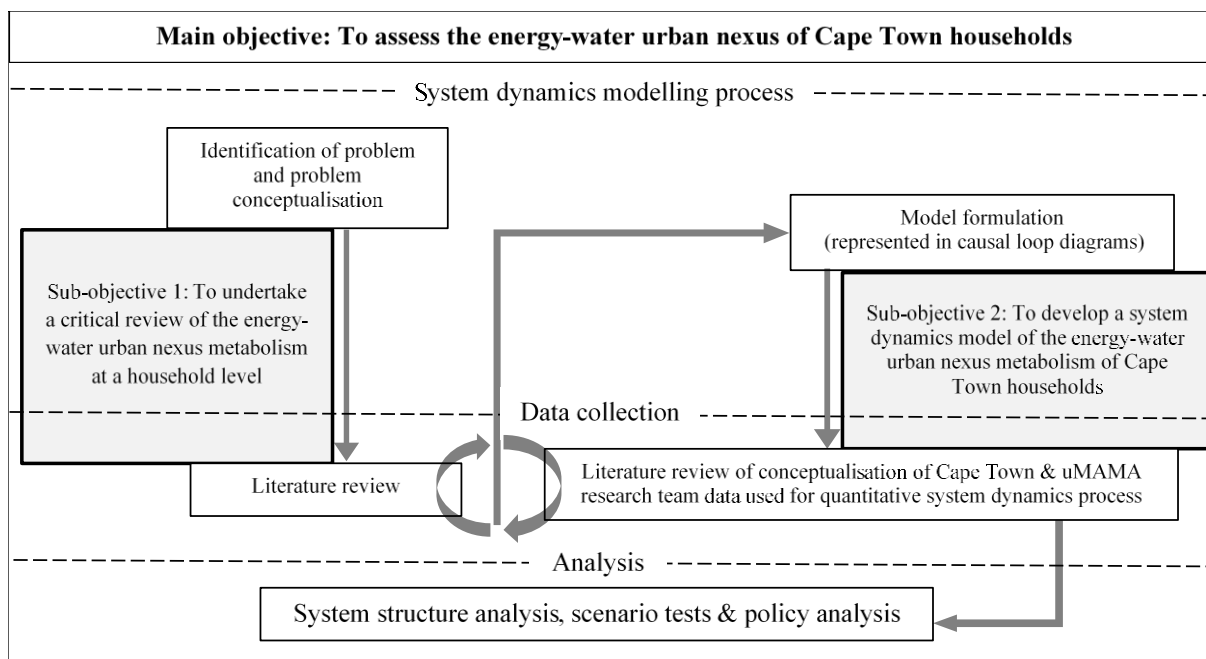 Main objective: To assess the energy-water urban nexus of Cape Town households
System dynamics modelling process
Identification of problem
and problem
conceptualisation
Model formulation
(represented in causal loop diagrams)
Sub-objective 1: To undertake
a critical review of the energy-
water urban nexus metabolism
at a household level
Sub-objective 2: To develop a system
dynamics model of the energy-water
urban nexus metabolism of Cape
Town households
Data collection
Literature review
Literature review of conceptualisation of Cape Town & uMAMA
research team data used for quantitative system dynamics process
Analysis
System structure analysis, scenario tests & policy analysis